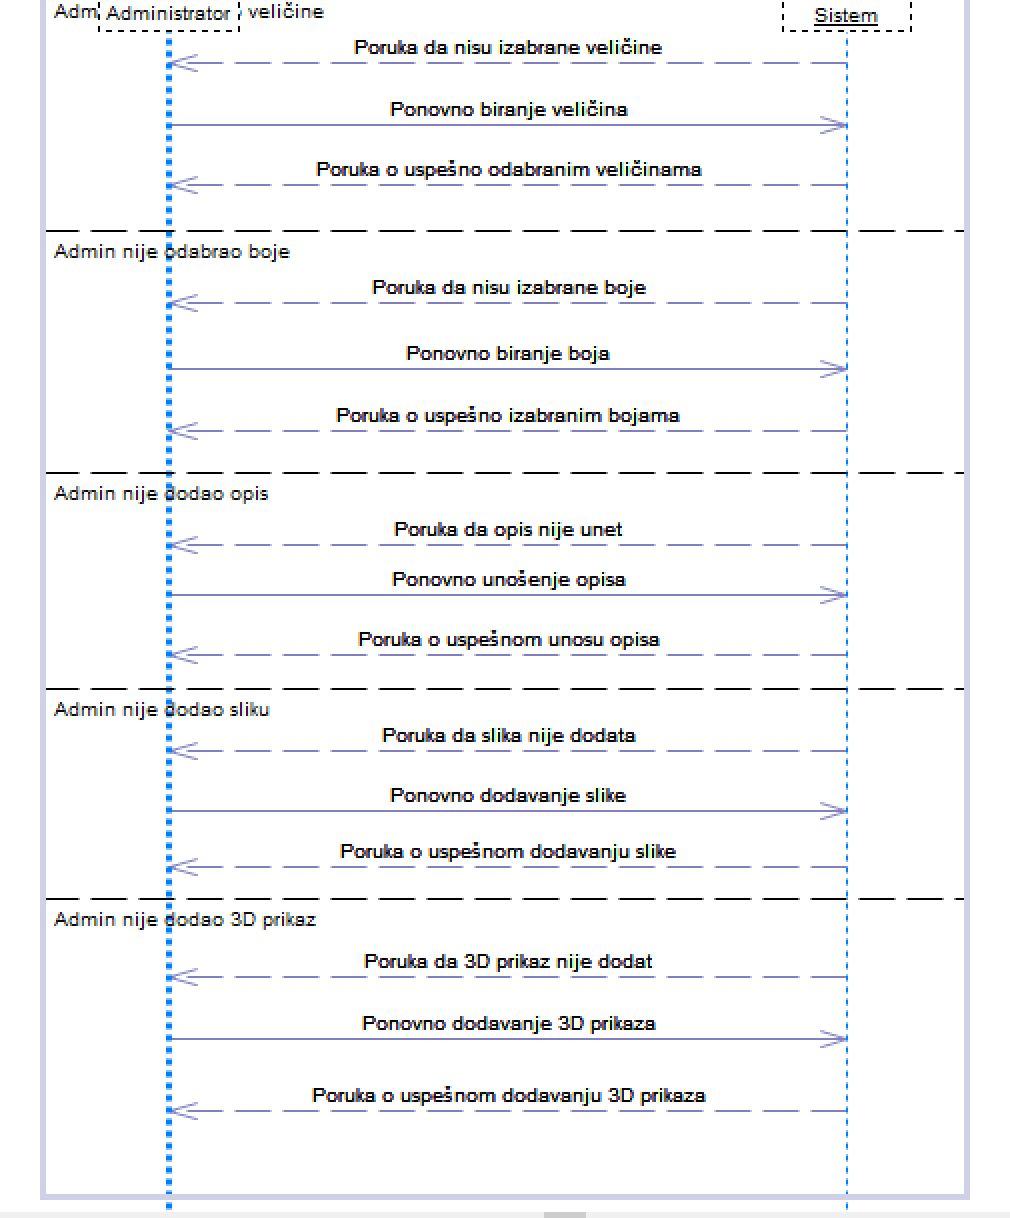 Adm veličine
Administrator
Sistem
Poruka da nisu izabrane veličine
Ponovno biranje veličina
Poruka o uspešno odabranim veličinama
Admin nije odabrao boje
Poruka da nisu izabrane boje
Ponovno biranje boja
Poruka o uspešno izabranim bojama
Admin nije dodao opis
Poruka da opis nije unet
Ponovno unošenje opisa
Poruka o uspešnom unosu opisa
Admin nije dodao sliku
Poruka da slika nije dodata
Ponovno dodavanje slike
Poruka o uspešnom dodavanju slike
Admin nije dodao 3D prikaz
Poruka da 3D prikaz nije dodat
Ponovno dodavanje 3D prikaza
Poruka o uspešnom dodavanju 3D prikaza